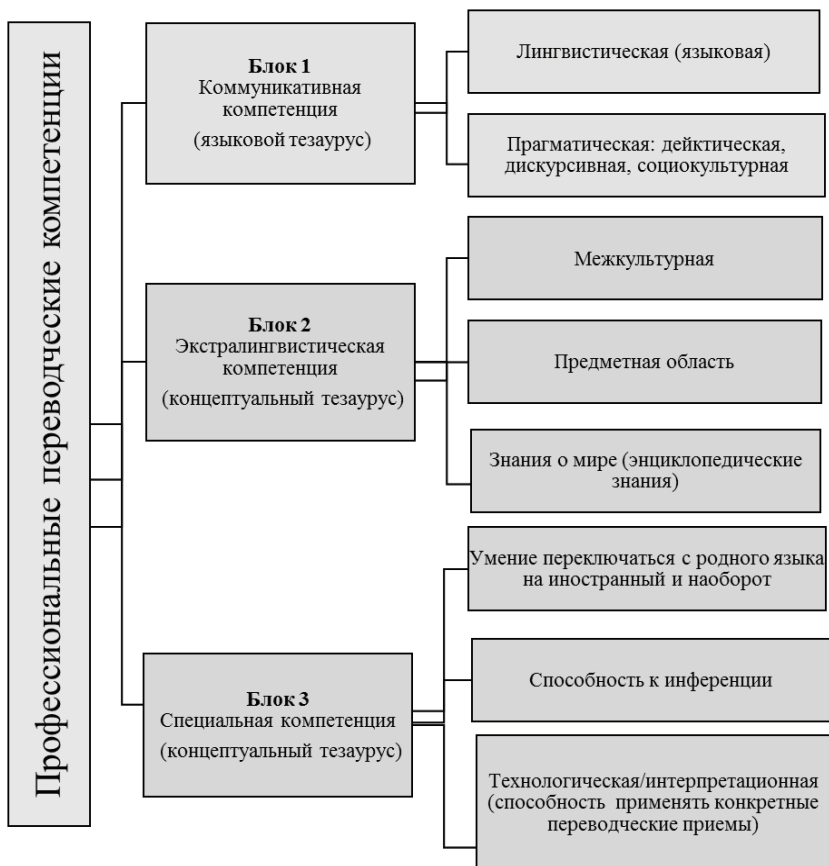 Профессиональные переводческие компетенции
Блок 1
Коммуникативная
компетенция
(языковой тезаурус)
Лингвистическая (языковая)
Прагматическая: дейктическая,
дискурсивная, социокультурная
Блок 2
Экстралингвистическая
компетенция
(концептуальный тезаурус)
Межкультурная
Предметная область
Знания о мире (энциклопедические
знания)
Блок 3
Специальная компетенция
(концептуальный тезаурус)
Умение переключаться с родного языка
на иностранный и наоборот
Способность к инференции
Технологическая/интерпретационная
(способность применять конкретные
переводческие приемы)